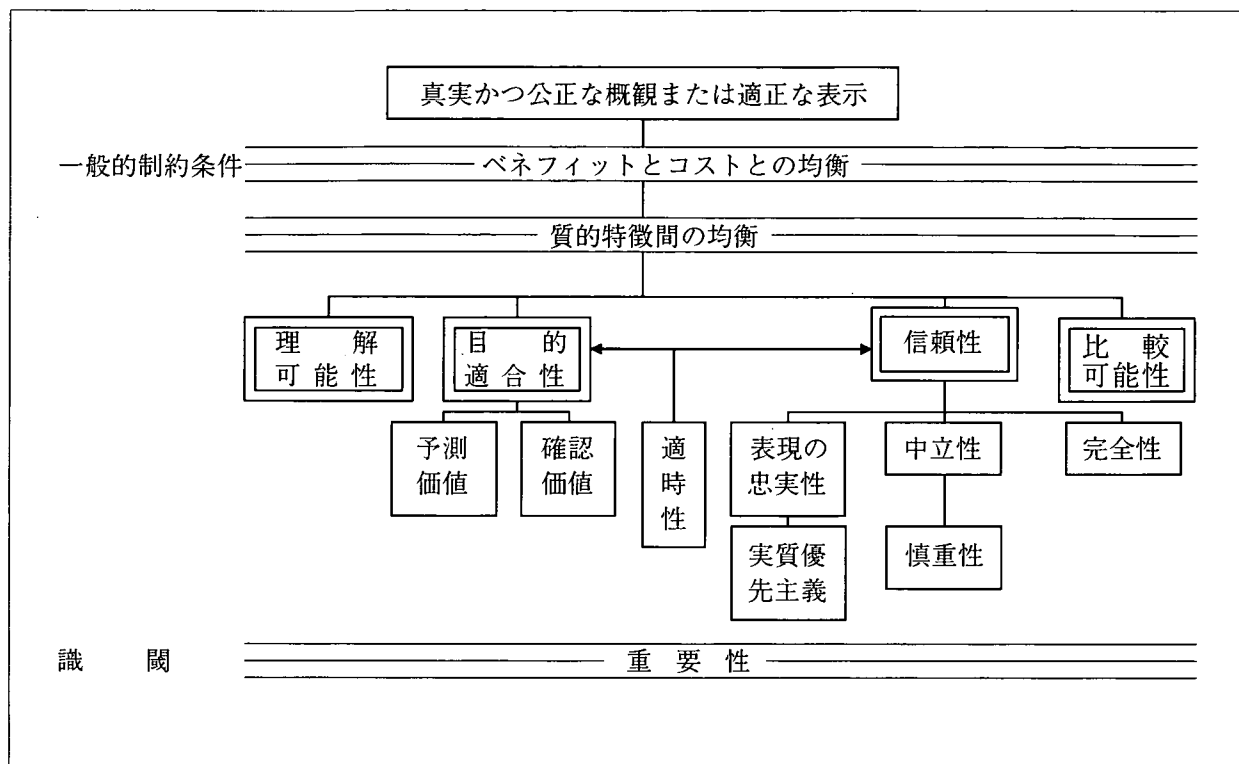 真実かつ公正な概観または適正な表示
一般的制約条件
ベネフィットとコストとの均衡
質的特徴間の均衡
理解
可能性
目的
適合性
信頼性
比較
可能性
予測
価値
確認
価値
適
時
性
表現の
忠実性
中立性
完全性
実質優
先主義
慎重性
識閾
重要性